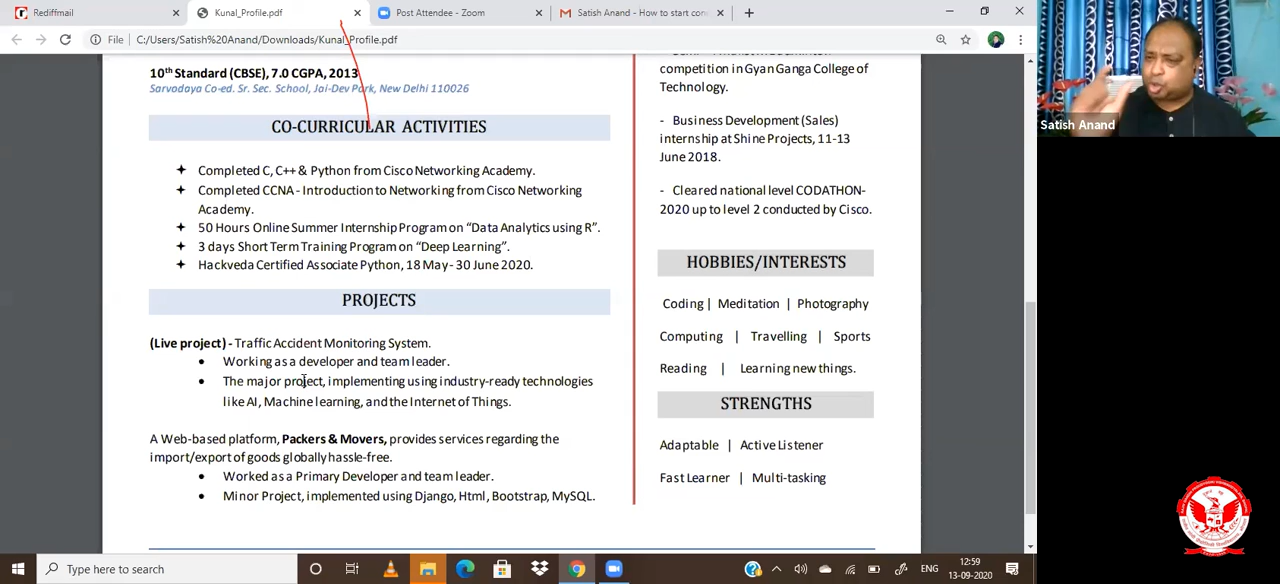 Rediffmail
Kunal_Profile.pdf
Post Attendee - Zoom
Satish Anand - How to start con
File
C:/Users/Satish%20Anand/Downloads/Kunal_Profile.pdf
10th Standard (CBSE), 7.0 CGPA, 2013
Sarvodaya Co-ed. Sr. Sec. School, Jai-Dev Park, New Delhi 110026
CO-CURRICULAR ACTIVITIES
Completed C, C++ & Python from Cisco Networking Academy.
Completed CCNA - Introduction to Networking from Cisco Networking
Academy.
50 Hours Online Summer Internship Program on “Data Analytics using R”.
3 days Short Term Training Program on “Deep Learning”.
Hackveda Certified Associate Python, 18 May - 30 June 2020.
PROJECTS
(Live project) - Traffic Accident Monitoring System.
Working as a developer and team leader.
The major project, implementing using industry-ready technologies
like AI, Machine learning, and the Internet of Things.
A Web-based platform, Packers & Movers, provides services regarding the
import/export of goods globally hassle-free.
Worked as a Primary Developer and team leader.
Minor Project, implemented using Django, Html, Bootstrap, MySQL.
competition in Gyan Ganga College of
Technology.
- Business Development (Sales)
internship at Shine Projects, 11-13
June 2018.
- Cleared national level CODATHON-
2020 up to level 2 conducted by Cisco.
HOBBIES/INTERESTS
Coding | Meditation | Photography
Computing | Travelling | Sports
Reading | Learning new things.
STRENGTHS
Adaptable | Active Listener
Fast Learner | Multi-tasking
Satish Anand
Type here to search
ENG
12:59
13-09-2020